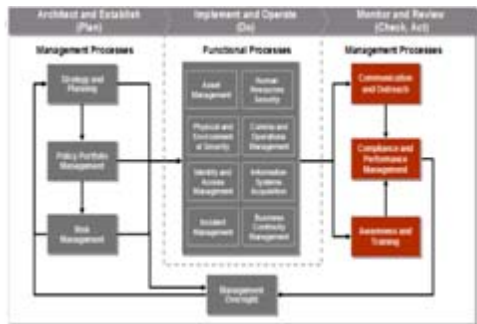 Architect and Establish
(Plan)
Implement and Operate
(Do)
Monitor and Review
(Check, Act)
Management Processes
Functional Processes
Management Processes
Strategy and
Planning
Policy Portfolio
Management
Risk
Management
Asset
Management
Human
Resources
Security
Physical and
Environment
al Security
Comms and
Operations
Management
Identity and
Access
Management
Information
Systems
Acquisition
Incident
Management
Business
Continuity
Management
Communication
and Outreach
Compliance and
Performance
Management
Awareness and
Training
Management
Oversight